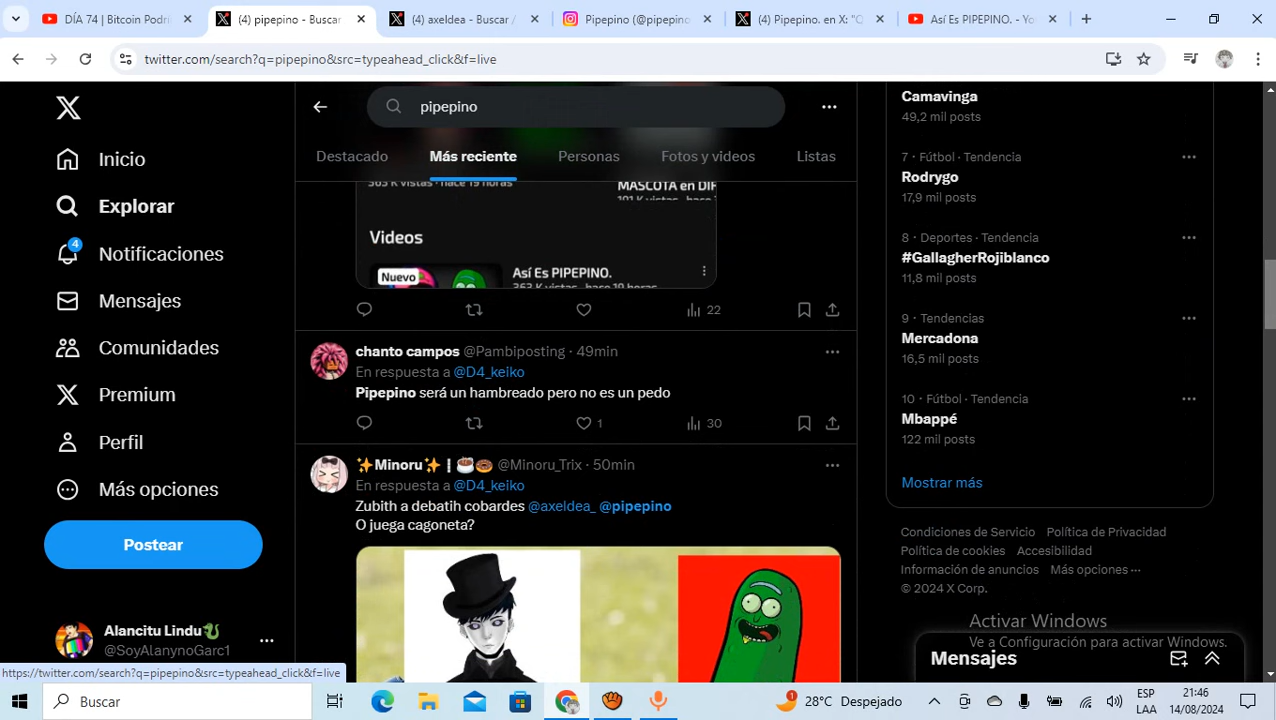 DÍA 74 | Bitcoin Podri
(4) pipepino - Buscar
(4) axeldea - Buscar /
Pipepino (@pipepino
(4) Pipepino. en X: "Q
Así Es PIPEPINO. - Yo
twitter.com/search?q=pipepino&src=typeahead_click&f=live
pipepino
Destacado
Más reciente
Personas
Fotos y videos
Listas
Inicio
Explorar
4
Notificaciones
Mensajes
Comunidades
Premium
Perfil
Más opciones
Postear
Alancitu Lindu
@SoyAlanynoGarc1
363 K vistas · hace 19 horas
MASCOTA en DIR
191 K vistas · hace 1
Videos
Nuevo
Así Es PIPEPINO.
363 K vistas · hace 19 horas
22
chanto campos @Pambiposting · 49min
En respuesta a @D4_keiko
Pipepino será un hambreado pero no es un pedo
1
30
Minoru @Minoru_Trix · 50min
En respuesta a @D4_keiko
Zubith a debatih cobardes @axeldea_ @pipepino
O juega cagoneta?
Camavinga
49,2 mil posts
7 · Fútbol · Tendencia
Rodrygo
17,9 mil posts
8 · Deportes · Tendencia
#GallagherRojiblanco
11,8 mil posts
9 · Tendencias
Mercadona
16,5 mil posts
10 · Fútbol · Tendencia
Mbappé
122 mil posts
Mostrar más
Condiciones de Servicio Política de Privacidad
Política de cookies Accesibilidad
Información de anuncios Más opciones ···
© 2024 X Corp.
Activar Windows
Ve a Configuración para activar Windows.
Mensajes
https://twitter.com/search?q=pipepino&src=typeahead_click&f=live
Buscar
1
28°C Despejado
ESP
LAA
21:46
14/08/2024